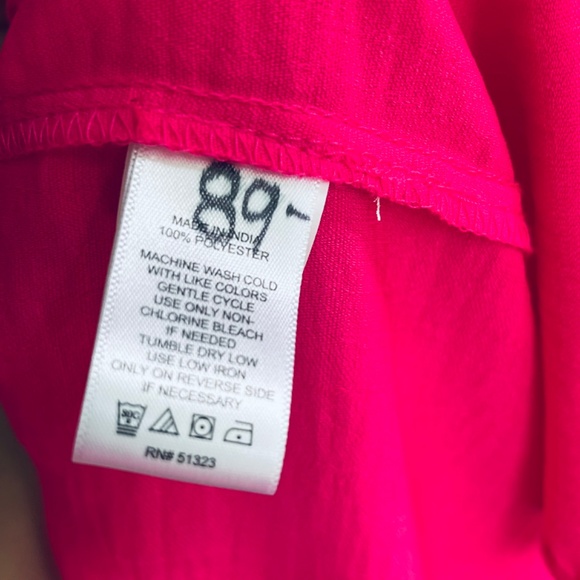 89-
MADE IN INDIA
100% POLYESTER
MACHINE WASH COLD
WITH LIKE COLORS
GENTLE CYCLE
USE ONLY NON-
CHLORINE BLEACH
IF NEEDED
TUMBLE DRY LOW
USE LOW IRON
ONLY ON REVERSE SIDE
IF NECESSARY
RN# 51323